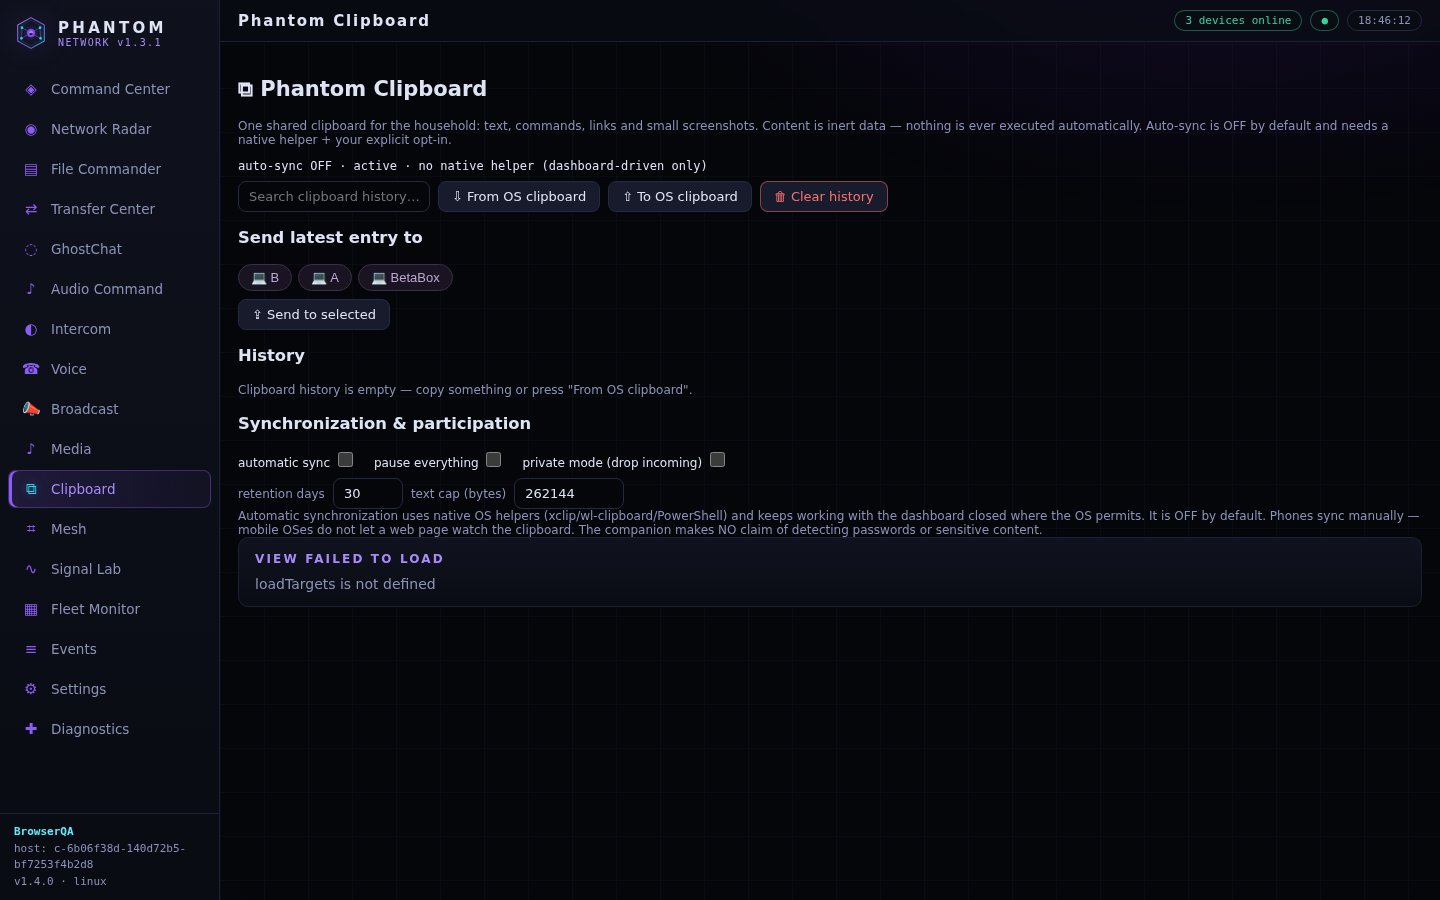 PHANTOM
NETWORK v1.3.1
Command Center
Network Radar
File Commander
Transfer Center
GhostChat
Audio Command
Intercom
Voice
Broadcast
Media
Clipboard
Mesh
Signal Lab
Fleet Monitor
Events
Settings
Diagnostics
BrowserQA
host: c-6b06f38d-140d72b5-
bf7253f4b2d8
v1.4.0 · linux
Phantom Clipboard
3 devices online
18:46:12
Phantom Clipboard
One shared clipboard for the household: text, commands, links and small screenshots. Content is inert data — nothing is ever executed automatically. Auto-sync is OFF by default and needs a
native helper + your explicit opt-in.
auto-sync OFF · active · no native helper (dashboard-driven only)
Search clipboard history…
⇩ From OS clipboard
⇧ To OS clipboard
🗑 Clear history
Send latest entry to
💻 B
💻 A
💻 BetaBox
⇪ Send to selected
History
Clipboard history is empty — copy something or press "From OS clipboard".
Synchronization & participation
automatic sync
pause everything
private mode (drop incoming)
retention days
30
text cap (bytes)
262144
Automatic synchronization uses native OS helpers (xclip/wl-clipboard/PowerShell) and keeps working with the dashboard closed where the OS permits. It is OFF by default. Phones sync manually —
mobile OSes do not let a web page watch the clipboard. The companion makes NO claim of detecting passwords or sensitive content.
VIEW FAILED TO LOAD
loadTargets is not defined